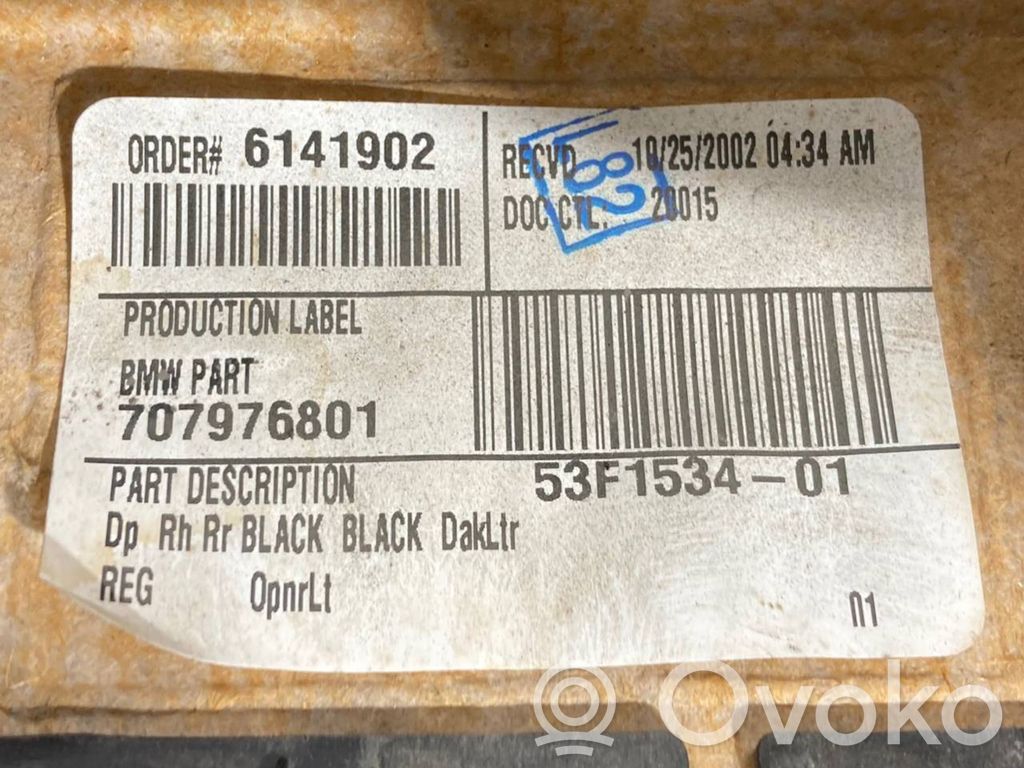 ORDER# 6141902
RECVD 10/25/2002 04:34 AM
DOC CTL. 20015
182
PRODUCTION LABEL
BMW PART
707976801
53F1534-01
PART DESCRIPTION
Dp Rh Rr BLACK BLACK DakLtr
REG OpnrLt
01
Ovoko